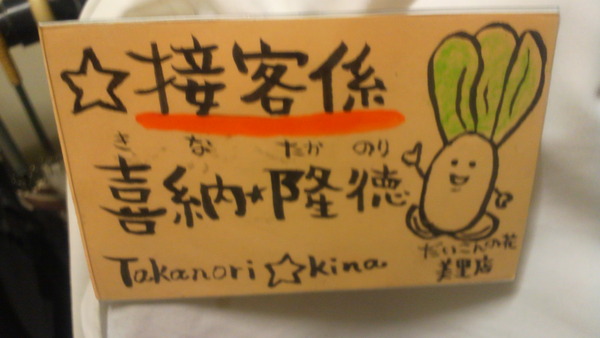 ☆接客係
きな たかのり
喜納★隆徳
Takanori☆kina
だいこんの花
美里店